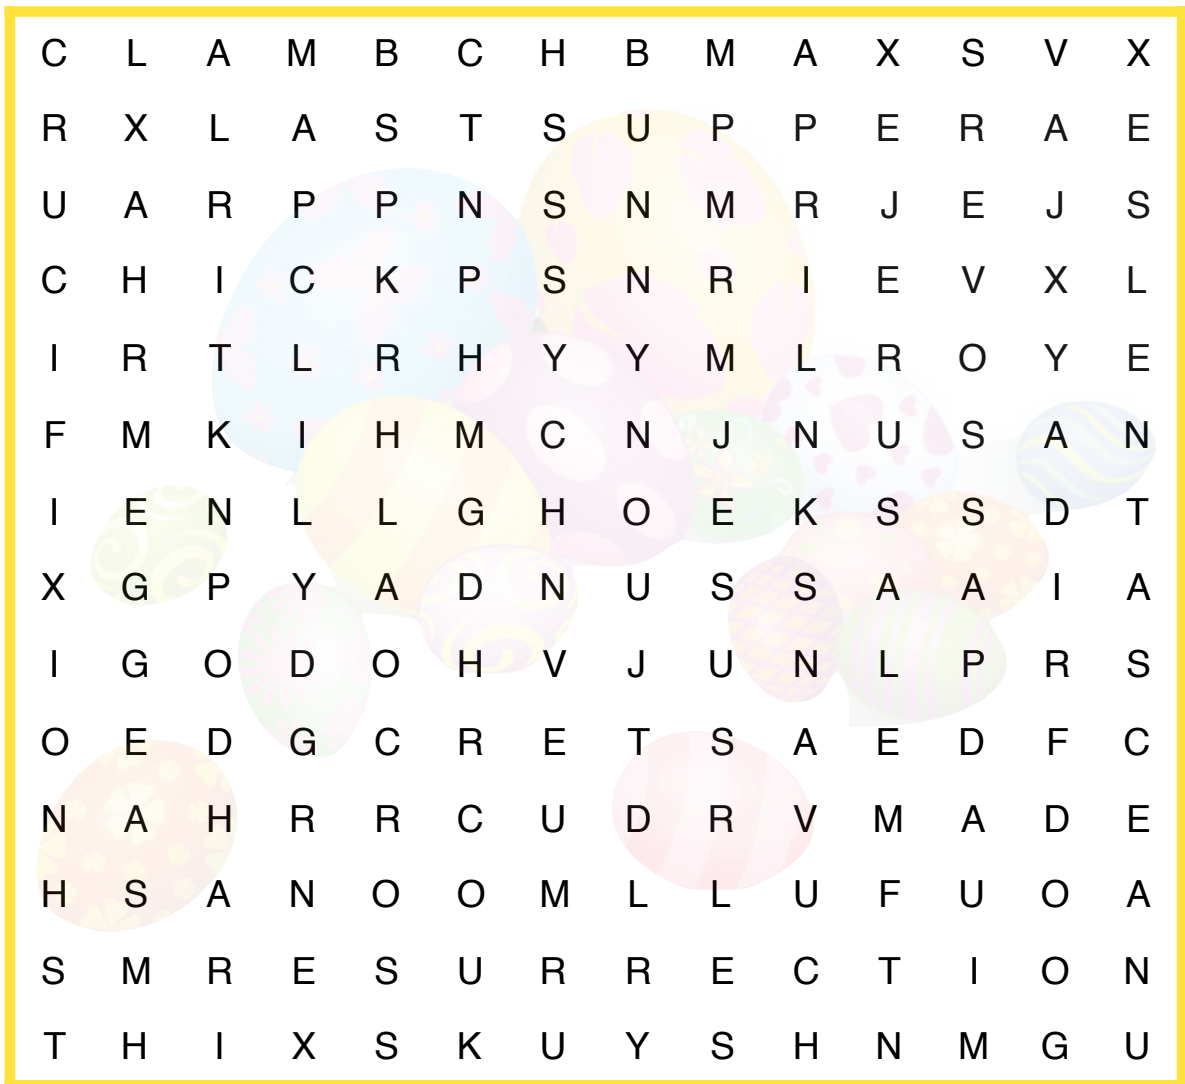 C L A M B C H B M A X S V X
R X L A S T S U P P E R A E
U A R P P N S N M R J E J S
C H I C K P S N R I E V X L
I R T L R H Y Y M L R O Y E
F M K I H M C N J N U S A N
I E N L L G H O E K S S D T
X G P Y A D N U S S A A I A
I G O D O H V J U N L P R S
O E D G C R E T S A E D F C
N A H R R C U D R V M A D E
H S A N O O M L L U F U O A
S M R E S U R R E C T I O N
T H I X S K U Y S H N M G U